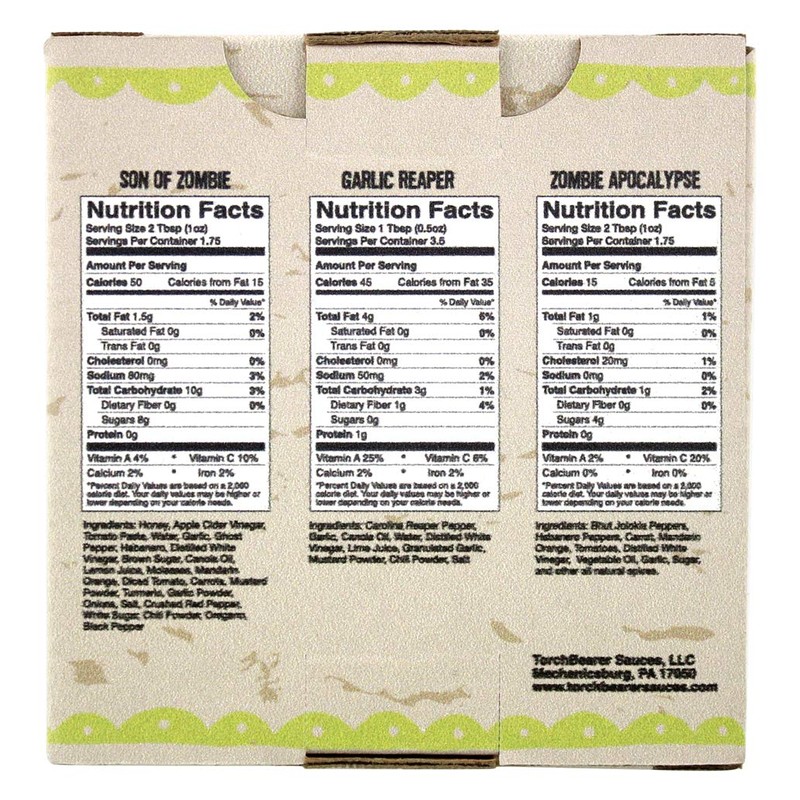 SON OF ZOMBIE
Nutrition Facts
Serving Size 2 Tbsp (1oz)
Servings Per Container 1.75
Amount Per Serving
Calories 50 Calories from Fat 15
% Daily Value*
Total Fat 1.5g 2%
Saturated Fat 0g 0%
Trans Fat 0g
Cholesterol 0mg 0%
Sodium 80mg 3%
Total Carbohydrate 10g 3%
Dietary Fiber 0g 0%
Sugars 8g
Protein 0g
Vitamin A 4% • Vitamin C 10%
Calcium 2% • Iron 2%
*Percent Daily Values are based on a 2,000
calorie diet. Your daily values may be higher or
lower depending on your calorie needs.
Ingredients: Honey, Apple Cider Vinegar,
Tomato Paste, Water, Garlic, Ghost
Pepper, Habanero, Distilled White
Vinegar, Brown Sugar, Canola Oil,
Lemon Juice, Molasses, Mandarin
Orange, Diced Tomato, Carrots, Mustard
Powder, Turmeric, Garlic Powder,
Onions, Salt, Crushed Red Pepper,
White Sugar, Chili Powder, Oregano,
Black Pepper
GARLIC REAPER
Nutrition Facts
Serving Size 1 Tbsp (0.5oz)
Servings Per Container 3.5
Amount Per Serving
Calories 45 Calories from Fat 35
% Daily Value*
Total Fat 4g 6%
Saturated Fat 0g 0%
Trans Fat 0g
Cholesterol 0mg 0%
Sodium 50mg 2%
Total Carbohydrate 3g 1%
Dietary Fiber 1g 4%
Sugars 0g
Protein 1g
Vitamin A 25% • Vitamin C 6%
Calcium 2% • Iron 2%
*Percent Daily Values are based on a 2,000
calorie diet. Your daily values may be higher or
lower depending on your calorie needs.
Ingredients: Carolina Reaper Pepper,
Garlic, Canola Oil, Water, Distilled White
Vinegar, Lime Juice, Granulated Garlic,
Mustard Powder, Chili Powder, Salt
ZOMBIE APOCALYPSE
Nutrition Facts
Serving Size 2 Tbsp (1oz)
Servings Per Container 1.75
Amount Per Serving
Calories 15 Calories from Fat 5
% Daily Value*
Total Fat 1g 1%
Saturated Fat 0g 0%
Trans Fat 0g
Cholesterol 20mg 1%
Sodium 0mg 0%
Total Carbohydrate 1g 2%
Dietary Fiber 0g 0%
Sugars 4g
Protein 0g
Vitamin A 2% • Vitamin C 20%
Calcium 0% • Iron 0%
*Percent Daily Values are based on a 2,000
calorie diet. Your daily values may be higher or
lower depending on your calorie needs.
Ingredients: Bhut Jolokia Peppers,
Habanero Peppers, Carrot, Mandarin
Orange, Tomatoes, Distilled White
Vinegar, Vegetable Oil, Garlic, Sugar,
and other all natural spices.
TorchBearer Sauces, LLC
Mechanicsburg, PA 17050
www.torchbearersauces.com